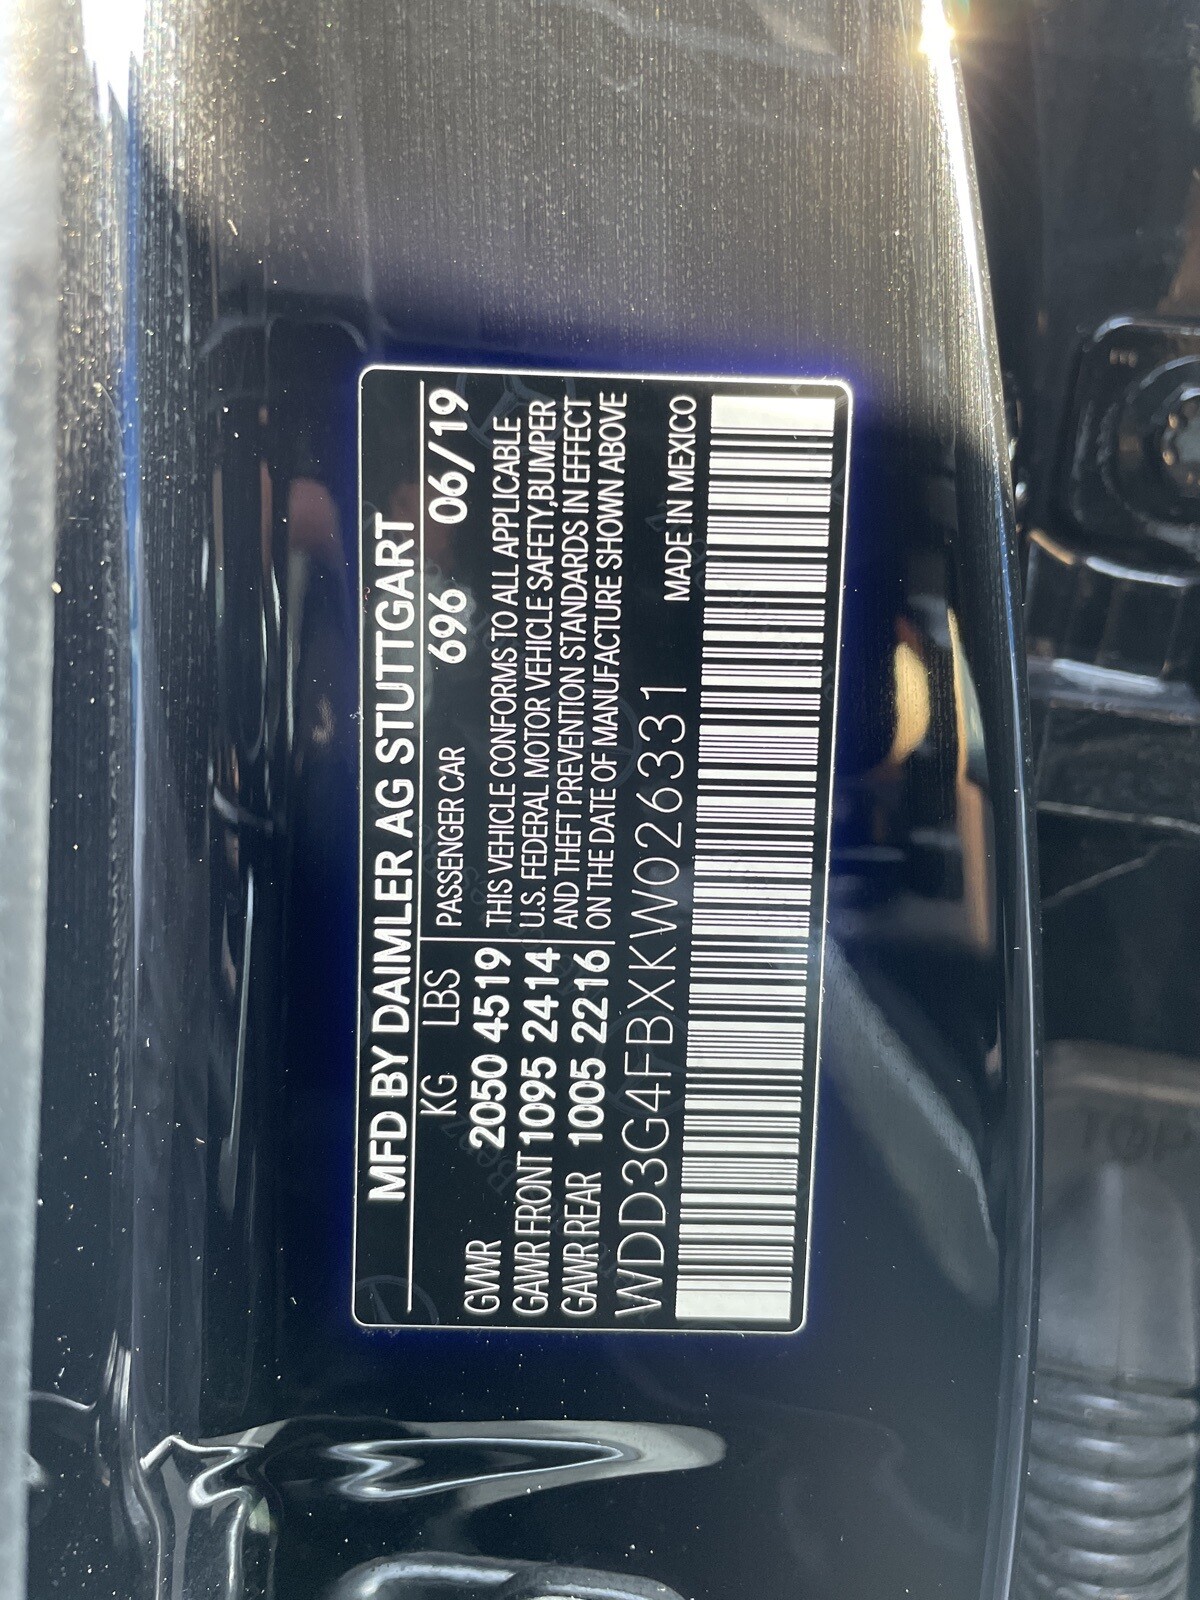 MFD BY DAIMLER AG STUTTGART
KG LBS PASSENGER CAR 696 06/19
GVWR 2050 4519 THIS VEHICLE CONFORMS TO ALL APPLICABLE
GAWR FRONT 1095 2414 U.S. FEDERAL MOTOR VEHICLE SAFETY,BUMPER
GAWR REAR 1005 2216 AND THEFT PREVENTION STANDARDS IN EFFECT
ON THE DATE OF MANUFACTURE SHOWN ABOVE
WDD3G4FBXKW026331 MADE IN MEXICO